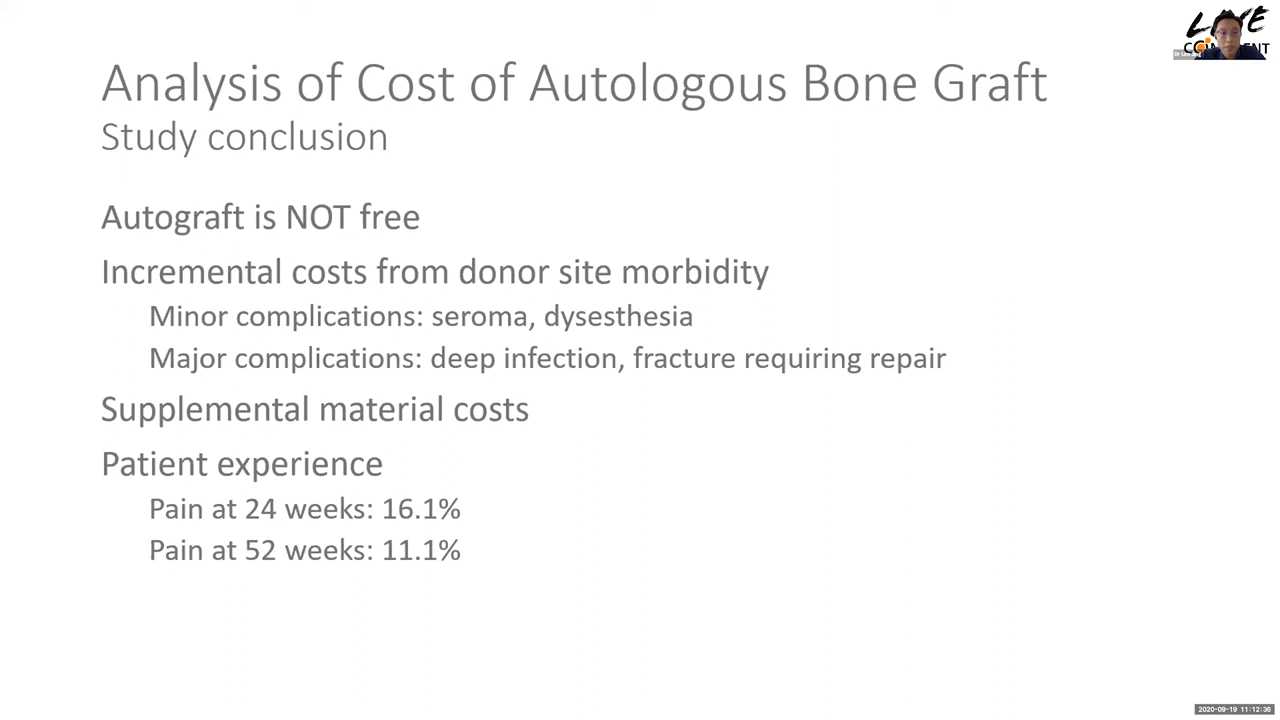 Analysis of Cost of Autologous Bone Graft
Study conclusion
Autograft is NOT free
Incremental costs from donor site morbidity
Minor complications: seroma, dysesthesia
Major complications: deep infection, fracture requiring repair
Supplemental material costs
Patient experience
Pain at 24 weeks: 16.1%
Pain at 52 weeks: 11.1%
2020-09-19 11:12:36